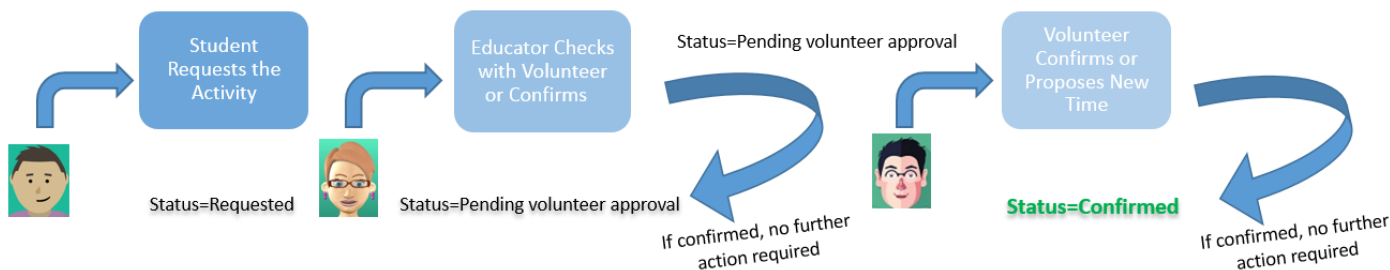 Student
Requests the
Activity
Status=Requested
Educator Checks
with Volunteer
or Confirms
Status=Pending volunteer approval
If confirmed, no further
action required
Status=Pending volunteer approval
Volunteer
Confirms or
Proposes New
Time
Status=Confirmed
If confirmed, no further
action required